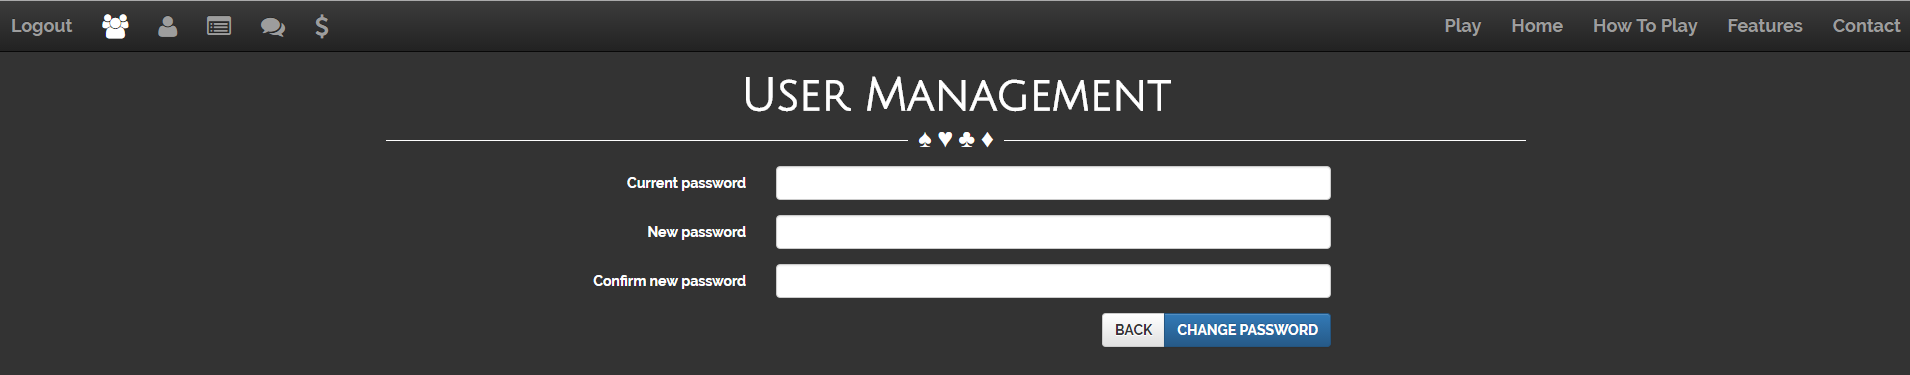 Logout $ Play Home How To Play Features Contact
User Management
♠ ♥ ♣ ♦
Current password
New password
Confirm new password
BACK CHANGE PASSWORD